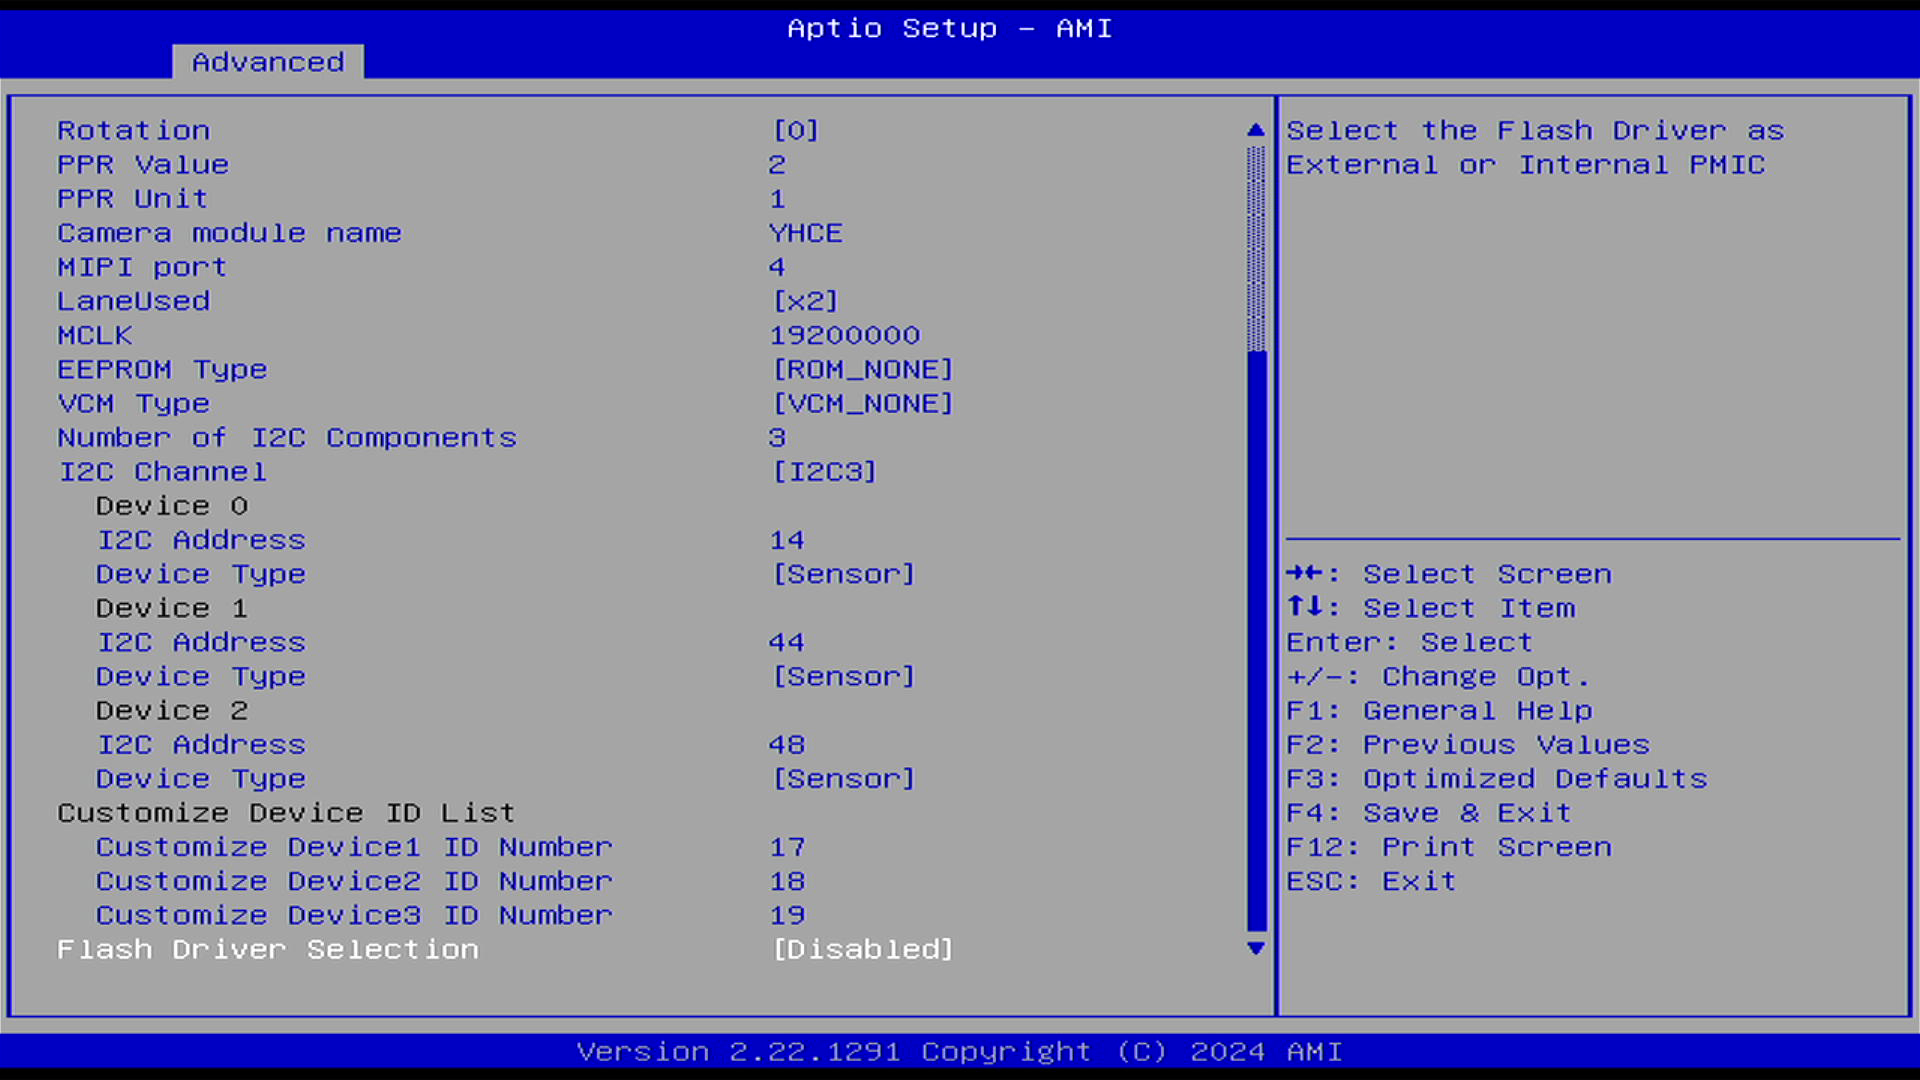 Aptio Setup - AMI
Advanced
Rotation [0]
PPR Value 2
PPR Unit 1
Camera module name YHCE
MIPI port 4
LaneUsed [x2]
MCLK 19200000
EEPROM Type [ROM_NONE]
VCM Type [VCM_NONE]
Number of I2C Components 3
I2C Channel [I2C3]
Device 0
I2C Address 14
Device Type [Sensor]
Device 1
I2C Address 44
Device Type [Sensor]
Device 2
I2C Address 48
Device Type [Sensor]
Customize Device ID List
Customize Device1 ID Number 17
Customize Device2 ID Number 18
Customize Device3 ID Number 19
Flash Driver Selection [Disabled]
Select the Flash Driver as
External or Internal PMIC
→←: Select Screen
↑↓: Select Item
Enter: Select
+/-: Change Opt.
F1: General Help
F2: Previous Values
F3: Optimized Defaults
F4: Save & Exit
F12: Print Screen
ESC: Exit
Version 2.22.1291 Copyright (C) 2024 AMI